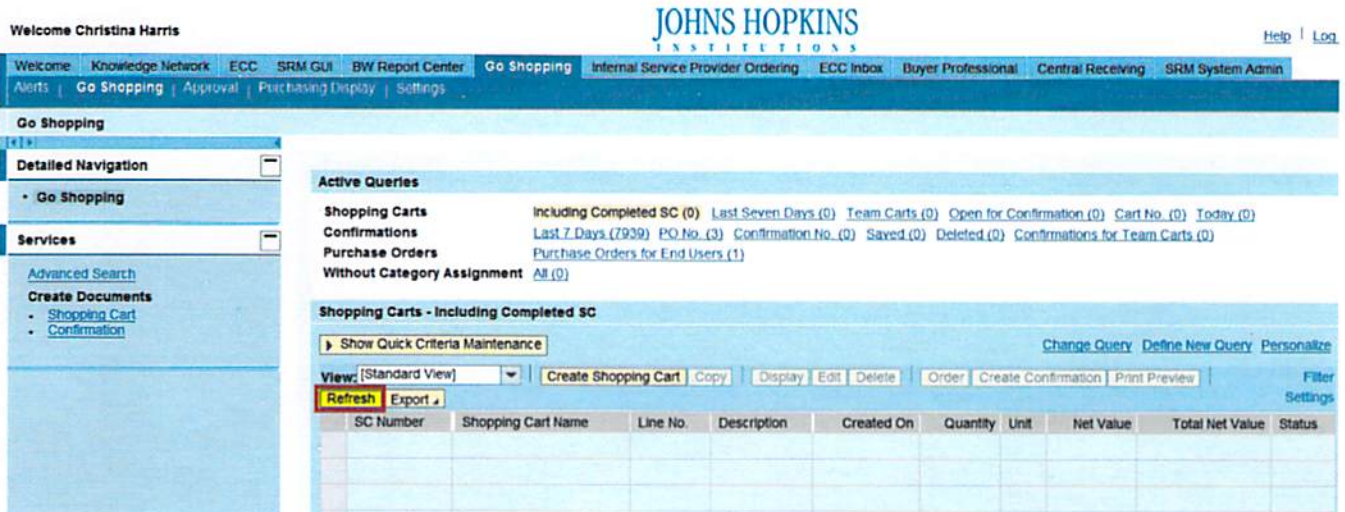 Welcome Christina Harris
JOHNS HOPKINS
INSTITUTIONS
Help | Log
Welcome Knowledge Network ECC SRM GUI BW Report Center Go Shopping Internal Service Provider Ordering ECC Inbox Buyer Professional Central Receiving SRM System Admin
Alerts | Go Shopping | Approval | Purchasing Display | Settings
Go Shopping
Detailed Navigation
• Go Shopping
Services
Advanced Search
Create Documents
• Shopping Cart
• Confirmation
Active Queries
Shopping Carts Including Completed SC (0) Last Seven Days (0) Team Carts (0) Open for Confirmation (0) Cart No. (0) Today (0)
Confirmations Last 7 Days (7939) PO No. (3) Confirmation No. (0) Saved (0) Deleted (0) Confirmations for Team Carts (0)
Purchase Orders Purchase Orders for End Users (1)
Without Category Assignment All (0)
Shopping Carts - Including Completed SC
Show Quick Criteria Maintenance Change Query Define New Query Personalize
View: [Standard View] Create Shopping Cart Copy Display Edit Delete Order Create Confirmation Print Preview Filter
Refresh Export Settings
SC Number Shopping Cart Name Line No. Description Created On Quantity Unit Net Value Total Net Value Status